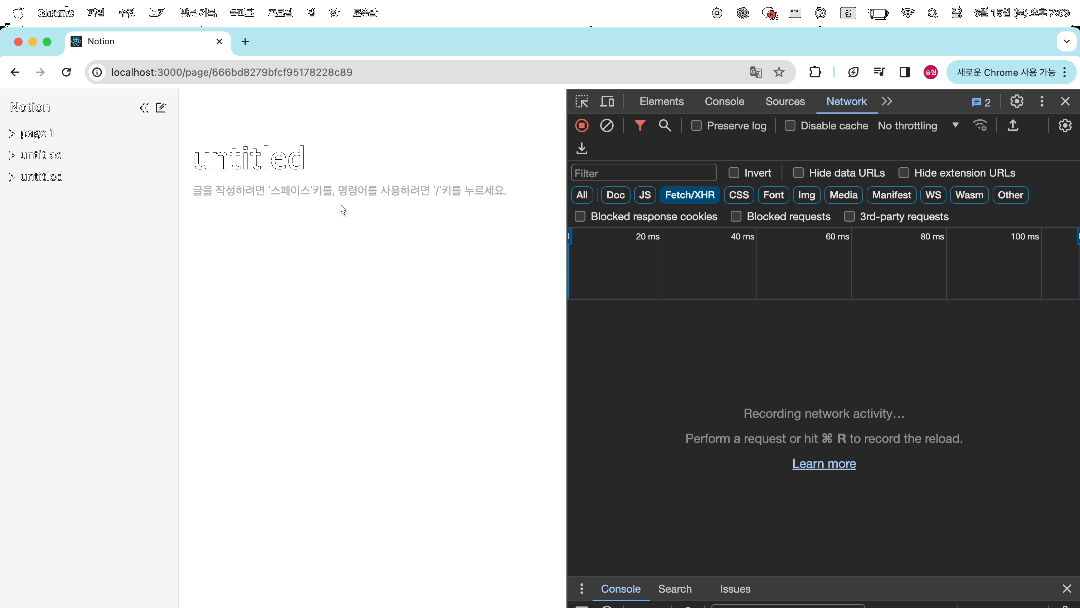 Chrome
Notion
localhost:3000/page/666bd8279bfcf95178228c89
새로운 Chrome 사용 가능
Notion
page 1
untitled
untitled
untitled
글을 작성하려면 '스페이스'키를, 명령어를 사용하려면 '/'키를 누르세요.
Elements Console Sources Network 2
Preserve log Disable cache No throttling
Filter Invert Hide data URLs Hide extension URLs
All Doc JS Fetch/XHR CSS Font Img Media Manifest WS Wasm Other
Blocked response cookies Blocked requests 3rd-party requests
20 ms 40 ms 60 ms 80 ms 100 ms
Recording network activity…
Perform a request or hit ⌘ R to record the reload.
Learn more
Console Search Issues